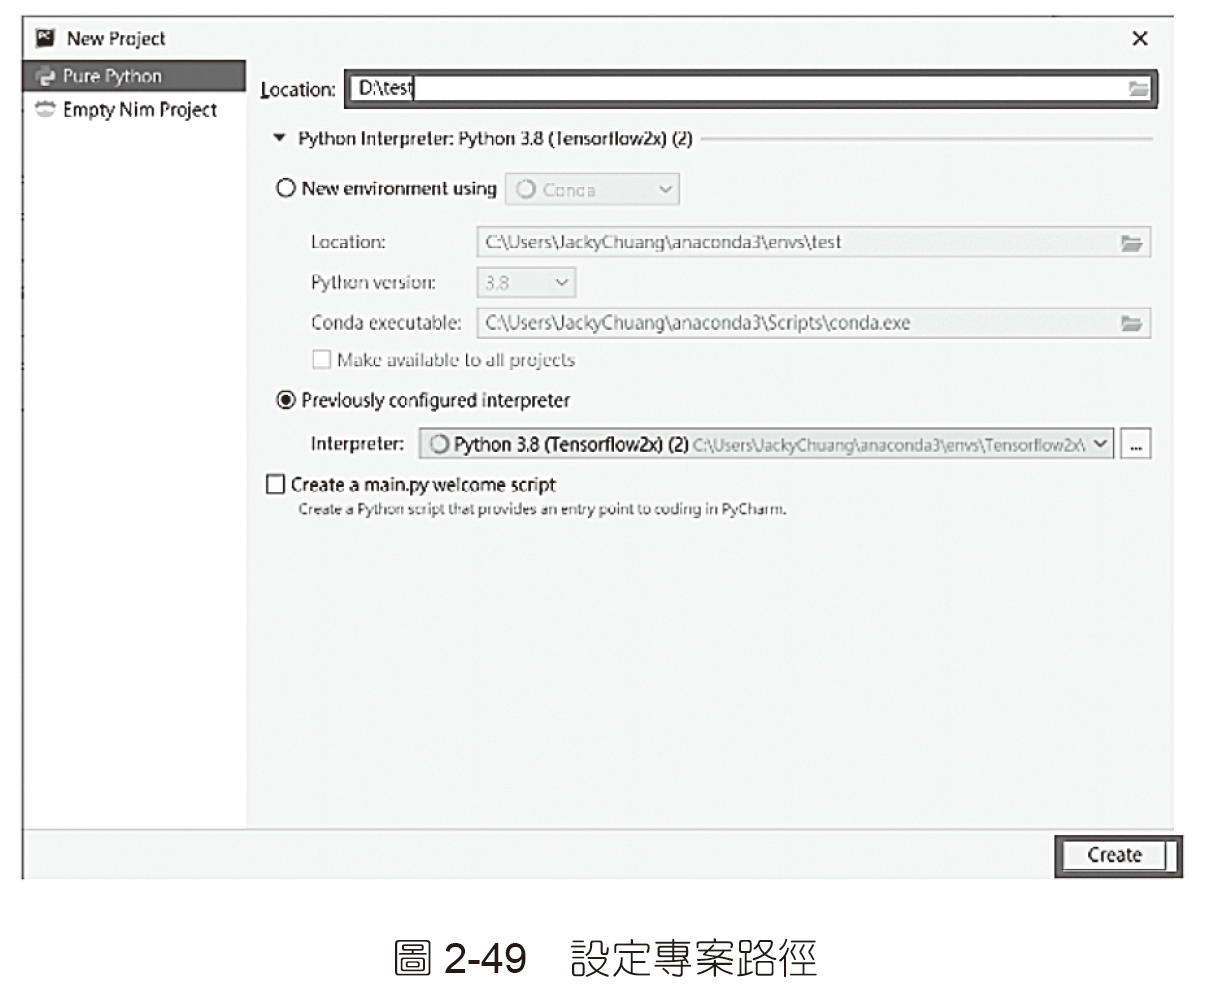 New Project
Pure Python
Empty Nim Project
Location: D:\test
Python Interpreter: Python 3.8 (Tensorflow2x) (2)
New environment using Conda
Location: C:\Users\JackyChuang\anaconda3\envs\test
Python version: 3.8
Conda executable: C:\Users\JackyChuang\anaconda3\Scripts\conda.exe
Make available to all projects
Previously configured interpreter
Interpreter: Python 3.8 (Tensorflow2x) (2) C:\Users\JackyChuang\anaconda3\envs\Tensorflow2x\ ...
Create a main.py welcome script
Create a Python script that provides an entry point to coding in PyCharm.
Create
圖 2-49 設定專案路徑